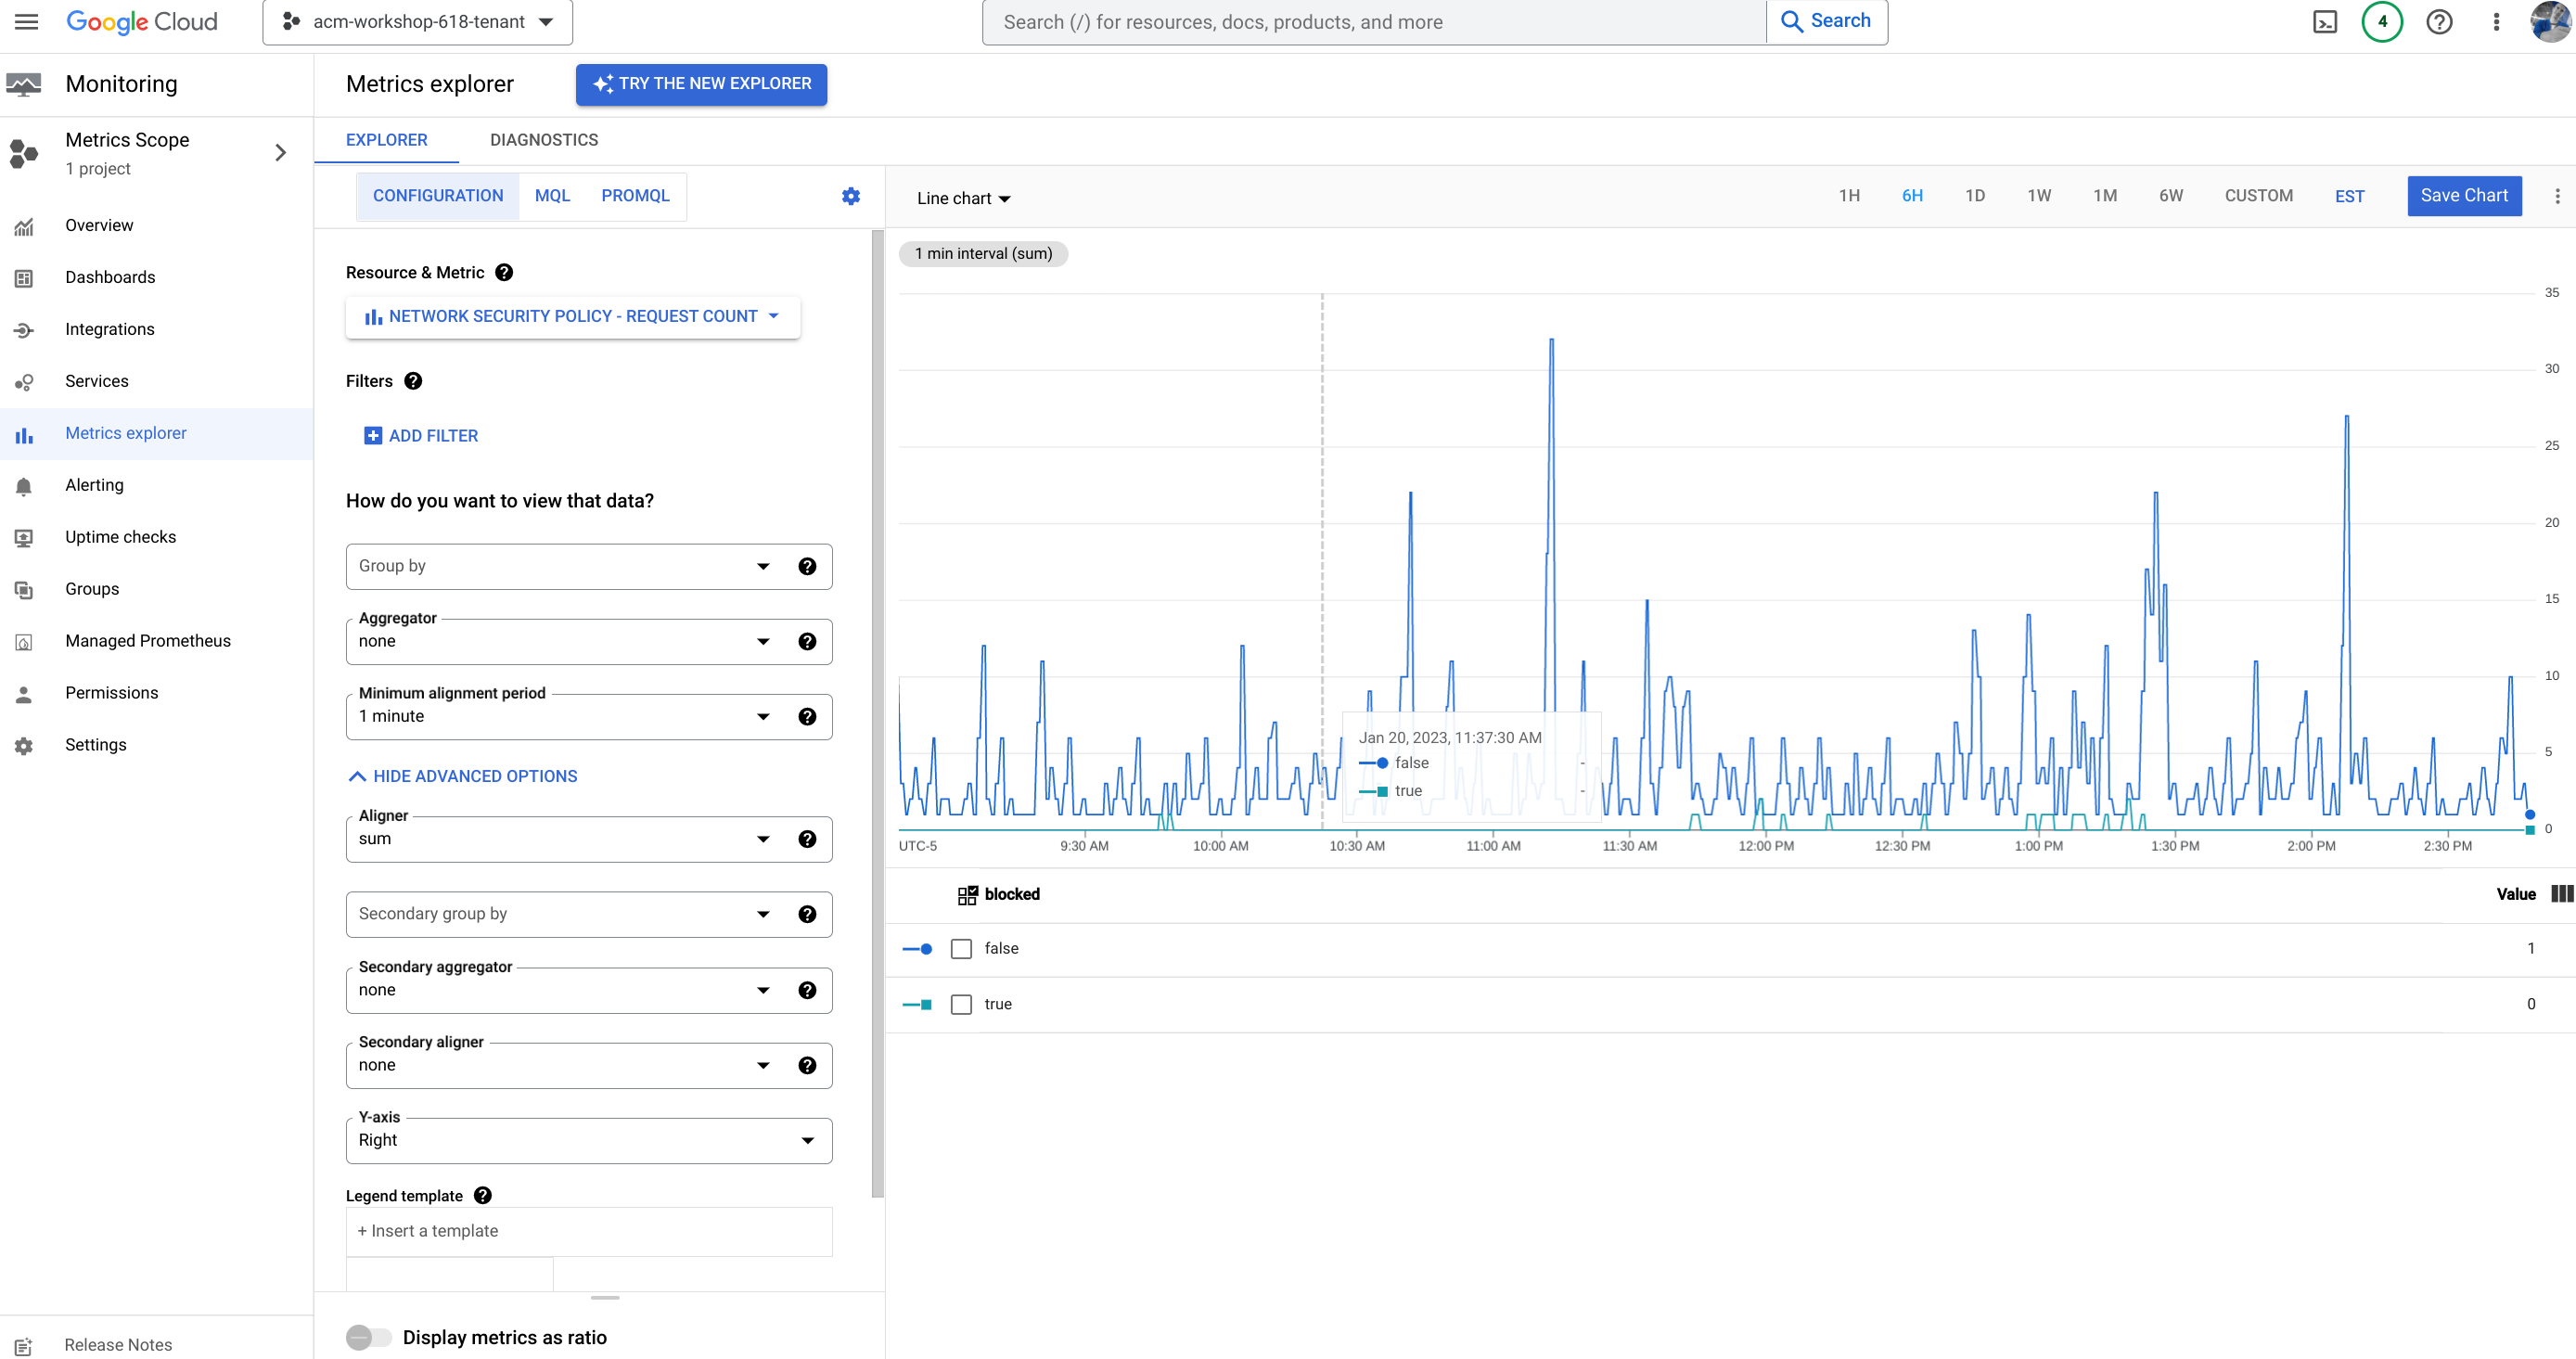 Google Cloud
acm-workshop-618-tenant
Search (/) for resources, docs, products, and more
Search
4
Monitoring
Metrics explorer
TRY THE NEW EXPLORER
Metrics Scope
1 project
Overview
Dashboards
Integrations
Services
Metrics explorer
Alerting
Uptime checks
Groups
Managed Prometheus
Permissions
Settings
Release Notes
EXPLORER
DIAGNOSTICS
CONFIGURATION
MQL
PROMQL
Resource & Metric
NETWORK SECURITY POLICY - REQUEST COUNT
Filters
ADD FILTER
How do you want to view that data?
Group by
Aggregator
none
Minimum alignment period
1 minute
HIDE ADVANCED OPTIONS
Aligner
sum
Secondary group by
Secondary aggregator
none
Secondary aligner
none
Y-axis
Right
Legend template
+ Insert a template
Display metrics as ratio
Line chart
1H
6H
1D
1W
1M
6W
CUSTOM
EST
Save Chart
1 min interval (sum)
35
30
25
20
15
10
5
0
Jan 20, 2023, 11:37:30 AM
false -
true -
UTC-5
9:30 AM
10:00 AM
10:30 AM
11:00 AM
11:30 AM
12:00 PM
12:30 PM
1:00 PM
1:30 PM
2:00 PM
2:30 PM
blocked Value
false 1
true 0